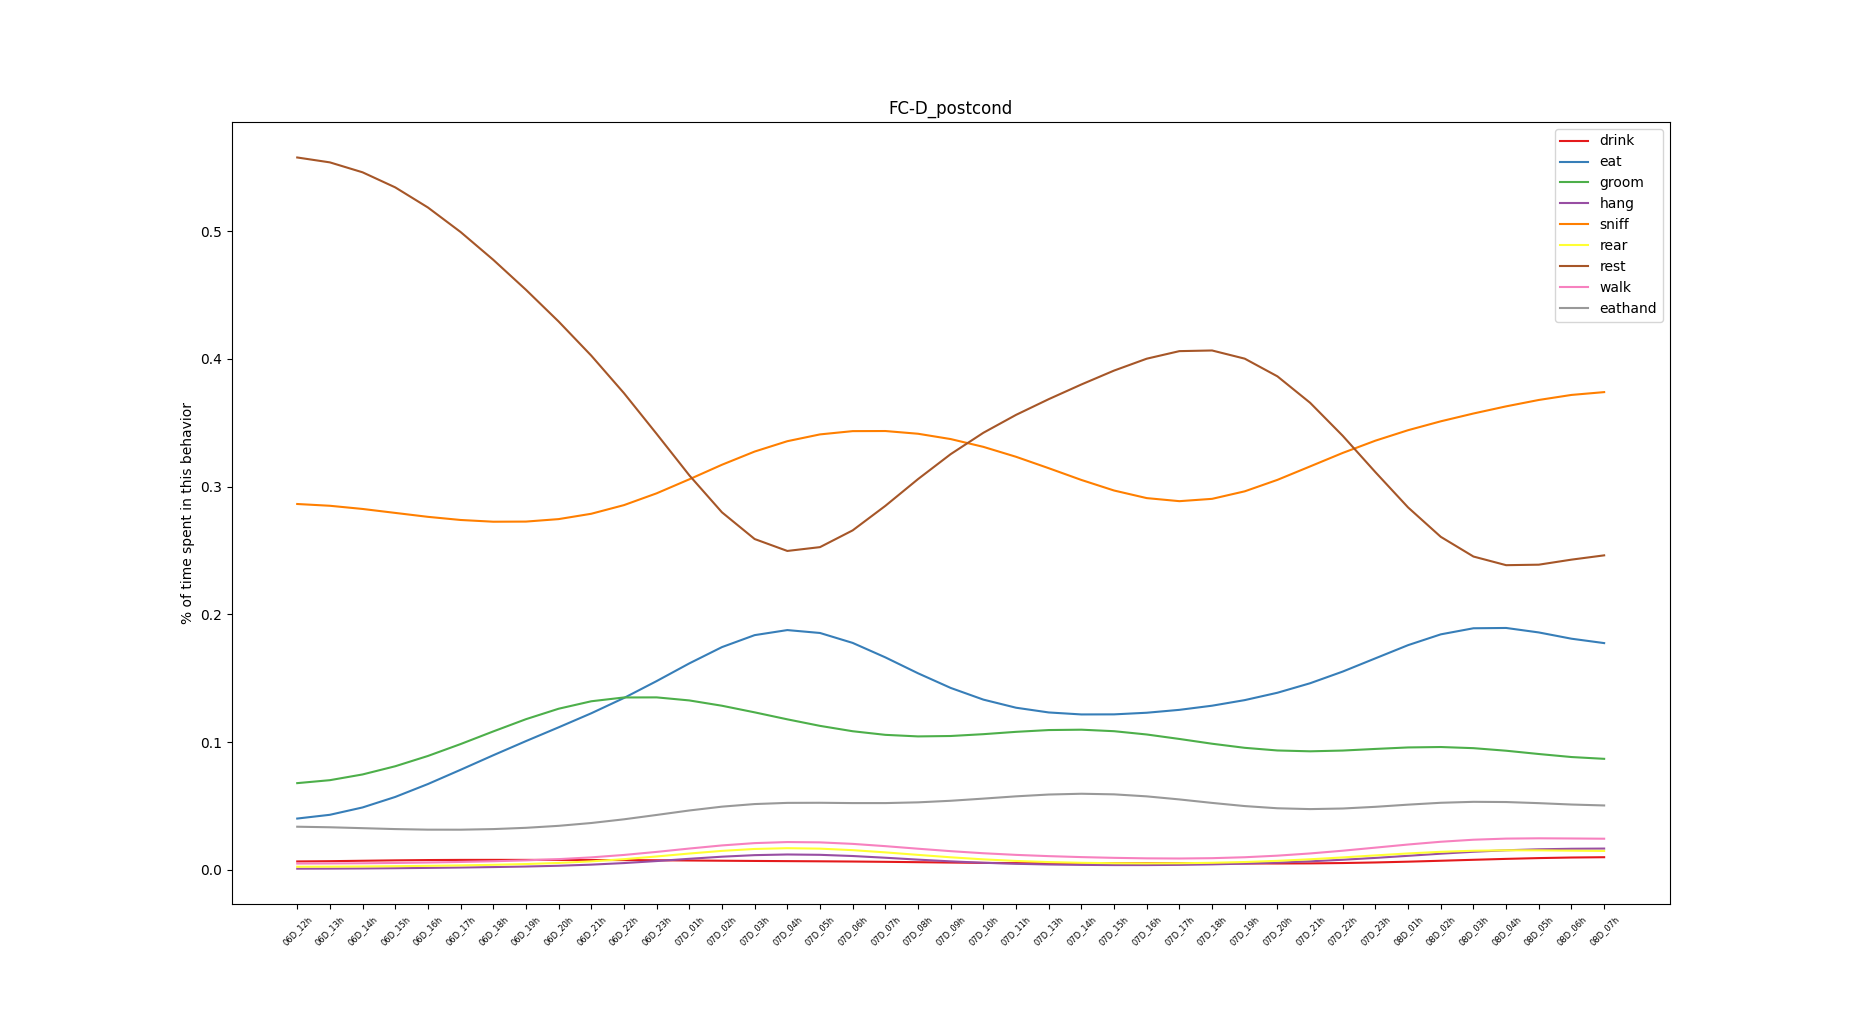 FC-D_postcond
drink
eat
groom
hang
sniff
rear
rest
walk
eathand
% of time spent in this behavior
0.5
0.4
0.3
0.2
0.1
0.0
06D_12h 06D_13h 06D_14h 06D_15h 06D_16h 06D_17h 06D_18h 06D_19h 06D_20h 06D_21h 06D_22h 06D_23h 07D_01h 07D_02h 07D_03h 07D_04h 07D_05h 07D_06h 07D_07h 07D_08h 07D_09h 07D_10h 07D_11h 07D_13h 07D_14h 07D_15h 07D_16h 07D_17h 07D_18h 07D_19h 07D_20h 07D_21h 07D_22h 07D_23h 08D_01h 08D_02h 08D_03h 08D_04h 08D_05h 08D_06h 08D_07h